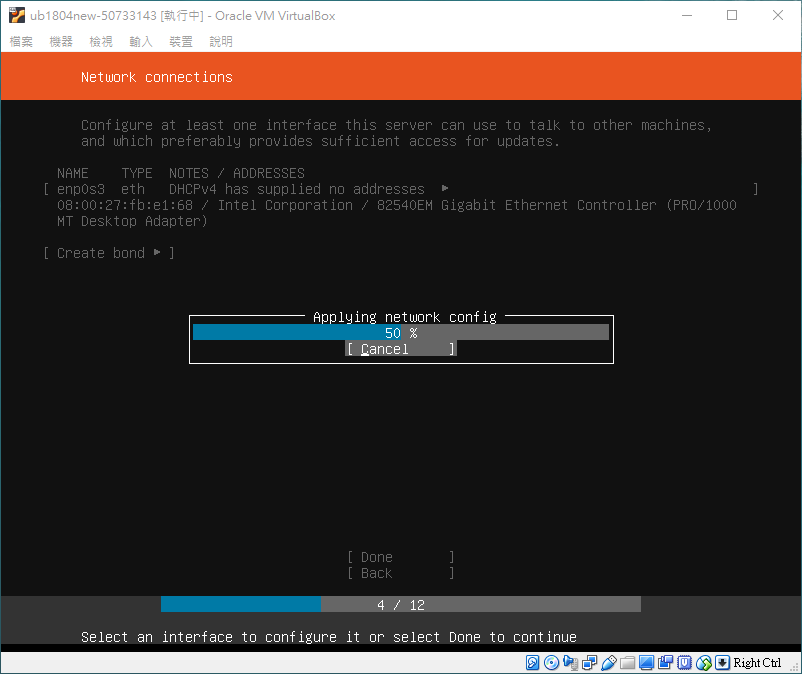 ub1804new-50733143 [執行中] - Oracle VM VirtualBox
檔案 機器 檢視 輸入 裝置 說明
Network connections
Configure at least one interface this server can use to talk to other machines,
and which preferably provides sufficient access for updates.
NAME TYPE NOTES / ADDRESSES
[ enp0s3 eth DHCPv4 has supplied no addresses ▸ ]
08:00:27:fb:e1:68 / Intel Corporation / 82540EM Gigabit Ethernet Controller (PRO/1000
MT Desktop Adapter)
[ Create bond ▸ ]
Applying network config
50 %
[ Cancel ]
[ Done ]
[ Back ]
4 / 12
Select an interface to configure it or select Done to continue
Right Ctrl